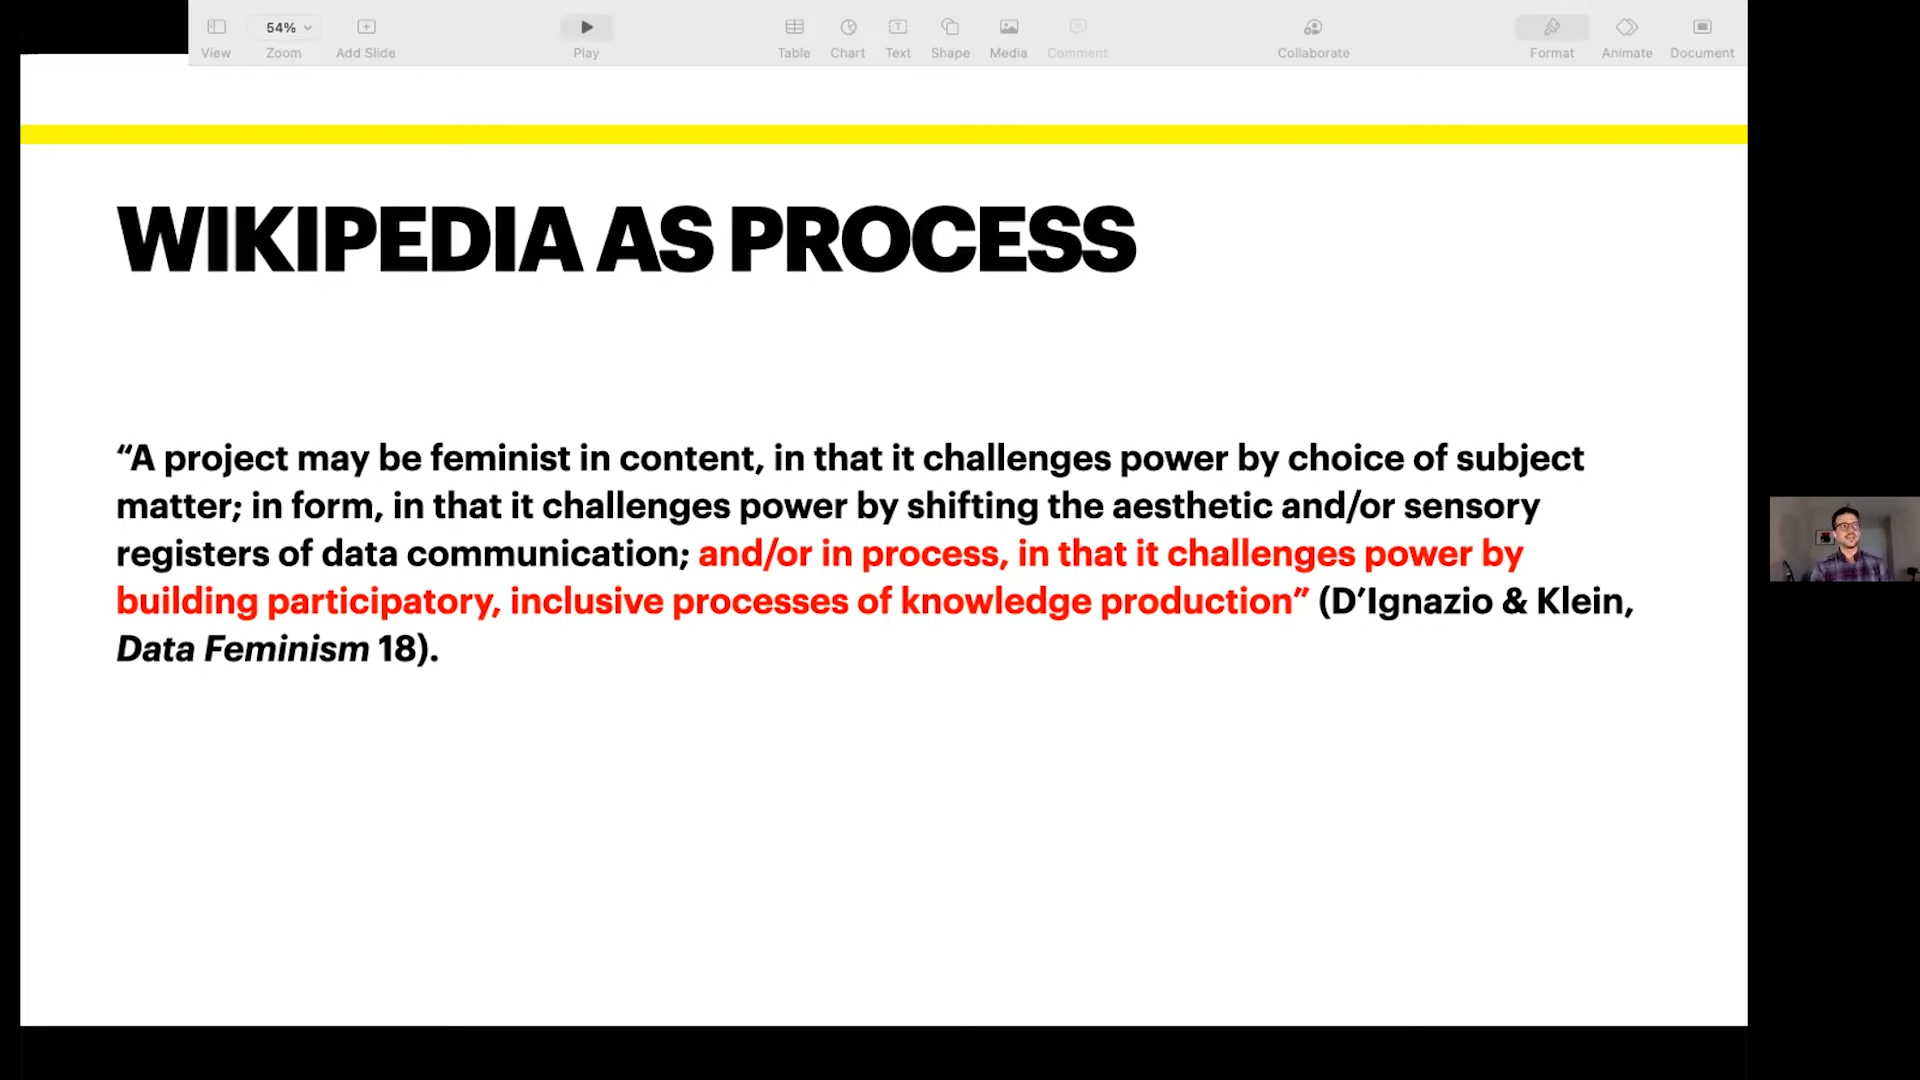 54%
View
Zoom
Add Slide
Play
Table
Chart
Text
Shape
Media
Comment
Collaborate
Format
Animate
Document
WIKIPEDIA AS PROCESS
“A project may be feminist in content, in that it challenges power by choice of subject
matter; in form, in that it challenges power by shifting the aesthetic and/or sensory
registers of data communication; and/or in process, in that it challenges power by
building participatory, inclusive processes of knowledge production” (D’Ignazio & Klein,
Data Feminism 18).